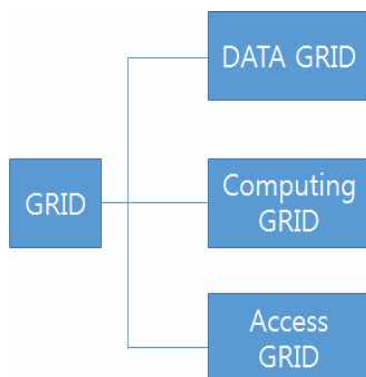 DATA GRID
GRID
Computing
GRID
Access
GRID